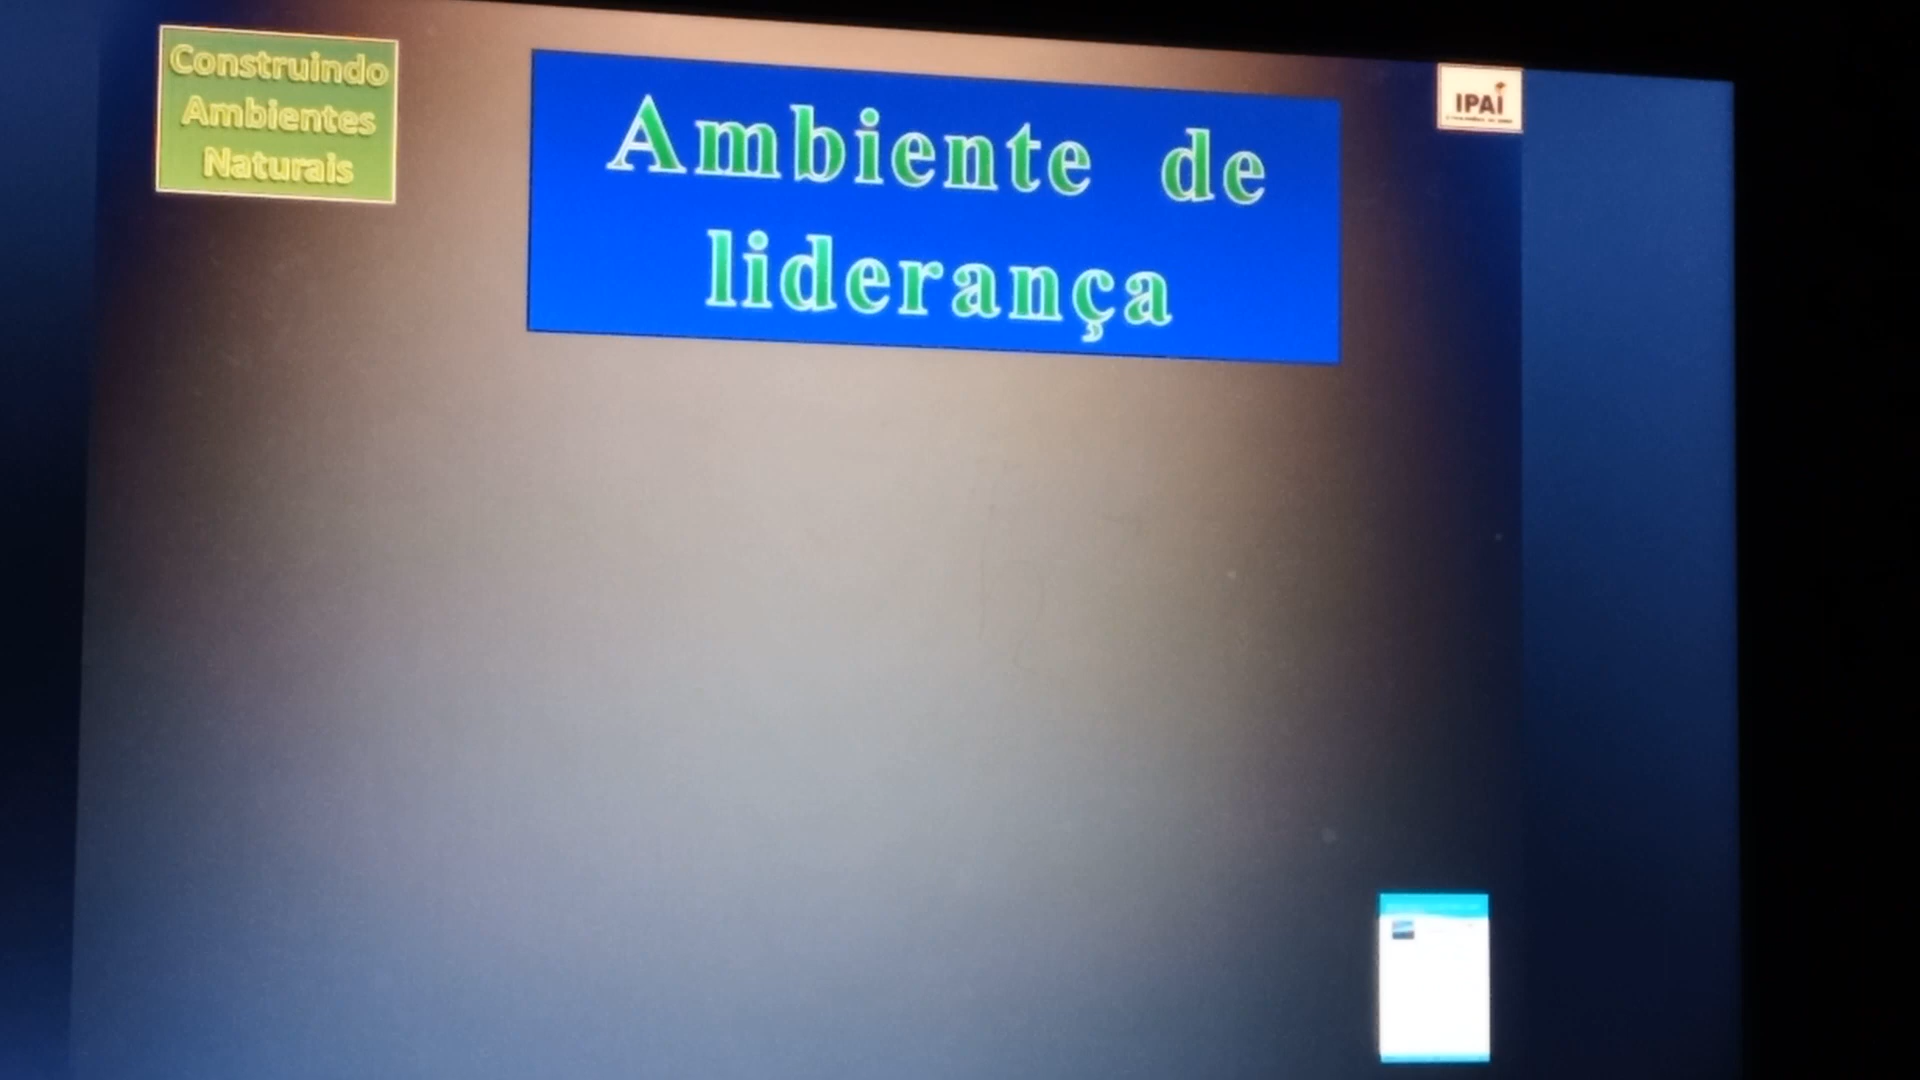 Construindo
Ambientes
Naturais
Ambiente de
liderança
IPAI